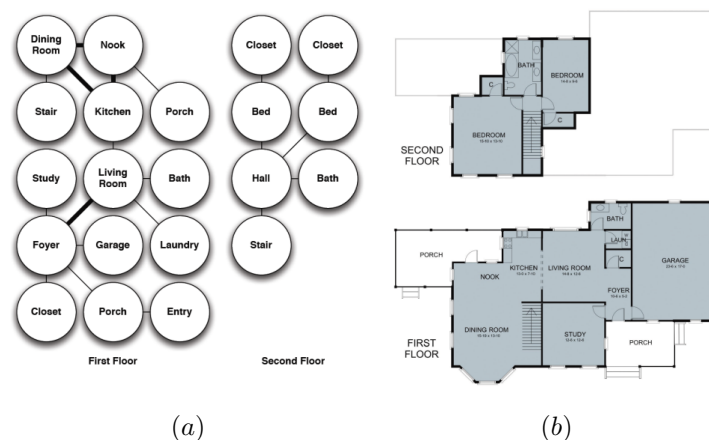 Dining
Room
Nook
Closet
Closet
Stair
Kitchen
Porch
Bed
Bed
Study
Living
Room
Bath
Hall
Bath
Foyer
Garage
Laundry
Stair
Closet
Porch
Entry
First Floor
Second Floor
(a)
BATH
BEDROOM
C
C
BEDROOM
SECOND
FLOOR
BATH
LAUN
C
PORCH
NOOK
KITCHEN
LIVING ROOM
GARAGE
FOYER
DINING ROOM
STUDY
PORCH
FIRST
FLOOR
(b)